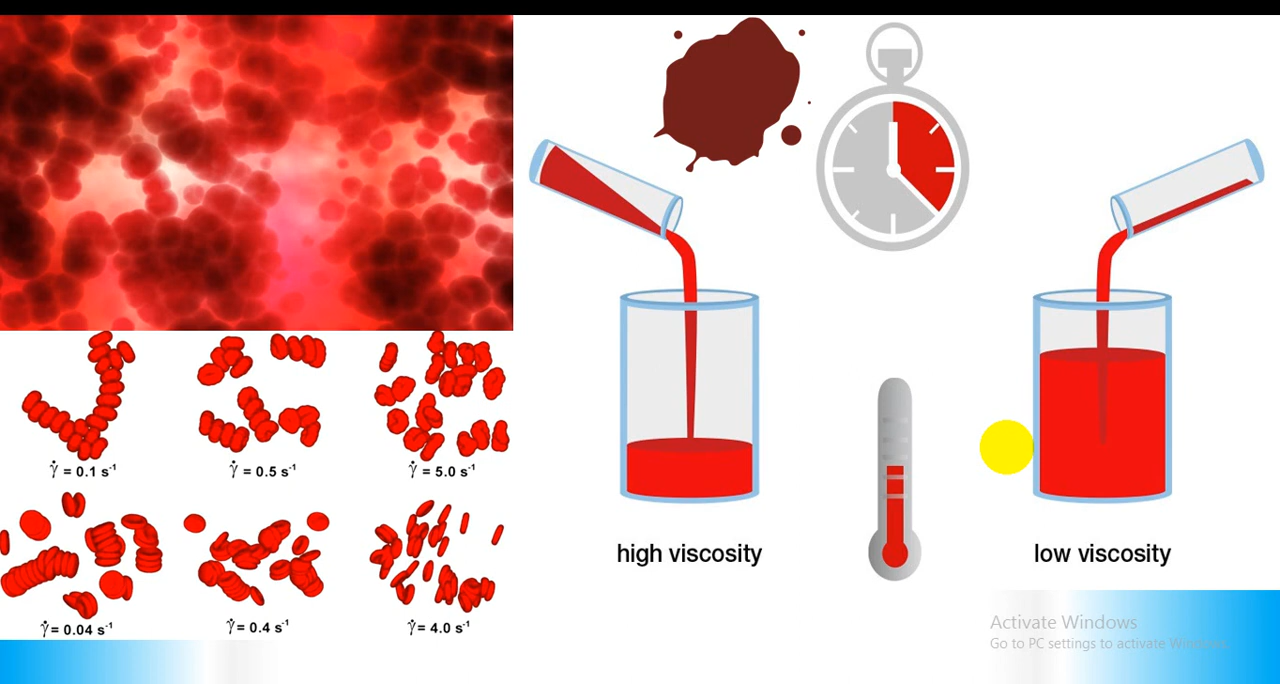 γ̇ = 0.1 s⁻¹
γ̇ = 0.5 s⁻¹
γ̇ = 5.0 s⁻¹
γ̇ = 0.04 s⁻¹
γ̇ = 0.4 s⁻¹
γ̇ = 4.0 s⁻¹
high viscosity
low viscosity
Activate Windows
Go to PC settings to activate Windows.